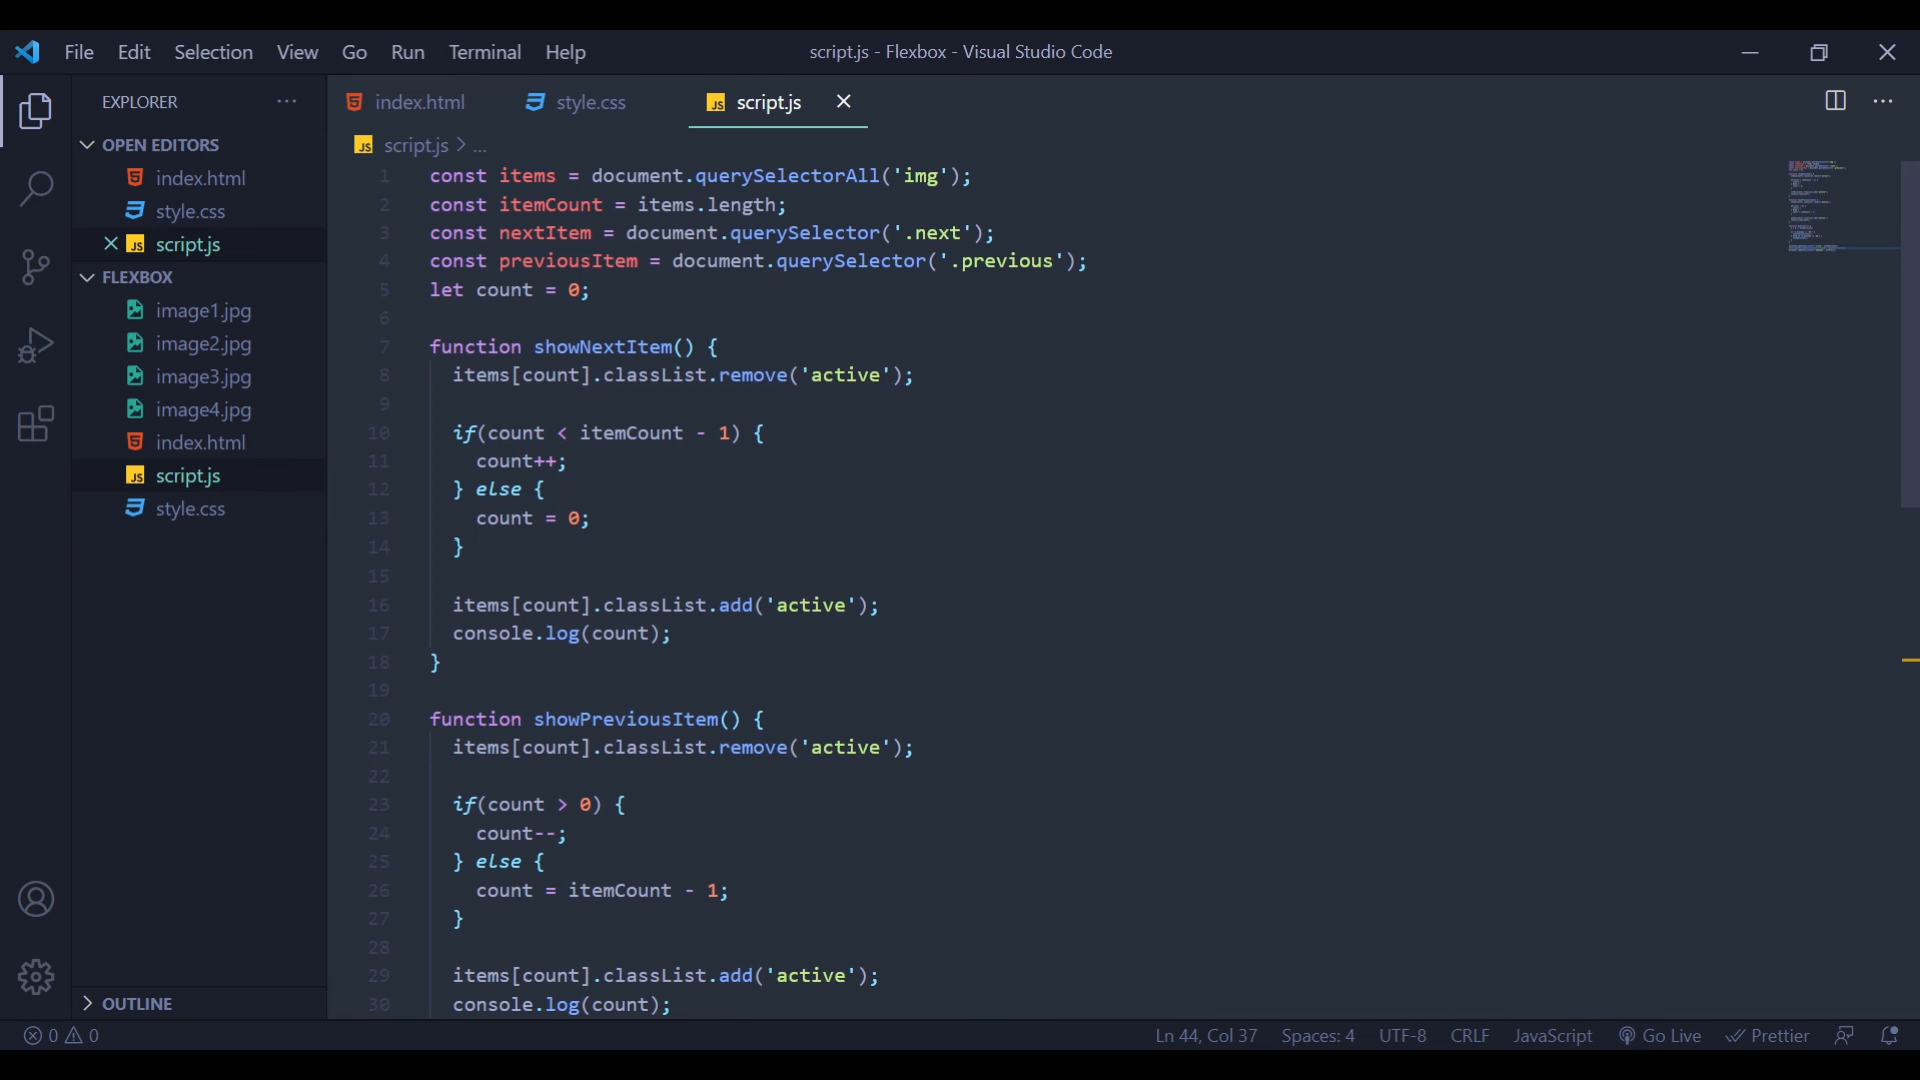 File Edit Selection View Go Run Terminal Help script.js - Flexbox - Visual Studio Code
EXPLORER
OPEN EDITORS
index.html
style.css
script.js
FLEXBOX
image1.jpg
image2.jpg
image3.jpg
image4.jpg
index.html
script.js
style.css
OUTLINE
index.html style.css script.js
script.js > ...
1 const items = document.querySelectorAll('img');
2 const itemCount = items.length;
3 const nextItem = document.querySelector('.next');
4 const previousItem = document.querySelector('.previous');
5 let count = 0;
6
7 function showNextItem() {
8 items[count].classList.remove('active');
9
10 if(count < itemCount - 1) {
11 count++;
12 } else {
13 count = 0;
14 }
15
16 items[count].classList.add('active');
17 console.log(count);
18 }
19
20 function showPreviousItem() {
21 items[count].classList.remove('active');
22
23 if(count > 0) {
24 count--;
25 } else {
26 count = itemCount - 1;
27 }
28
29 items[count].classList.add('active');
30 console.log(count);
0 0 Ln 44, Col 37 Spaces: 4 UTF-8 CRLF JavaScript Go Live Prettier